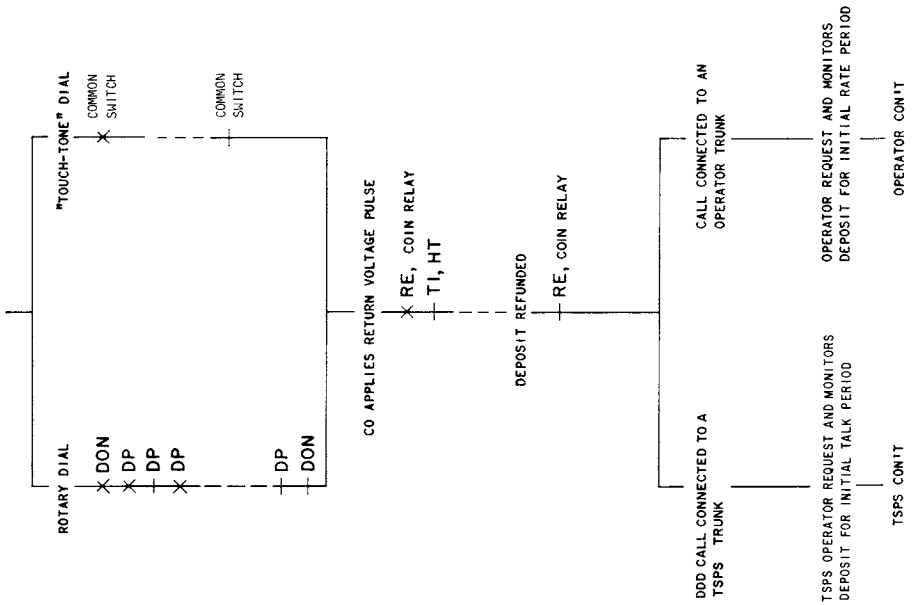 ROTARY DIAL
"TOUCH-TONE" DIAL
DON
DP
DP
DP
DP
DON
COMMON
SWITCH
COMMON
SWITCH
CO APPLIES RETURN VOLTAGE PULSE
RE, COIN RELAY
TI, HT
DEPOSIT REFUNDED
RE, COIN RELAY
DDD CALL CONNECTED TO A
TSPS TRUNK
CALL CONNECTED TO AN
OPERATOR TRUNK
TSPS OPERATOR REQUEST AND MONITORS
DEPOSIT FOR INITIAL TALK PERIOD
OPERATOR REQUEST AND MONITORS
DEPOSIT FOR INITIAL RATE PERIOD
TSPS CON'T
OPERATOR CON'T